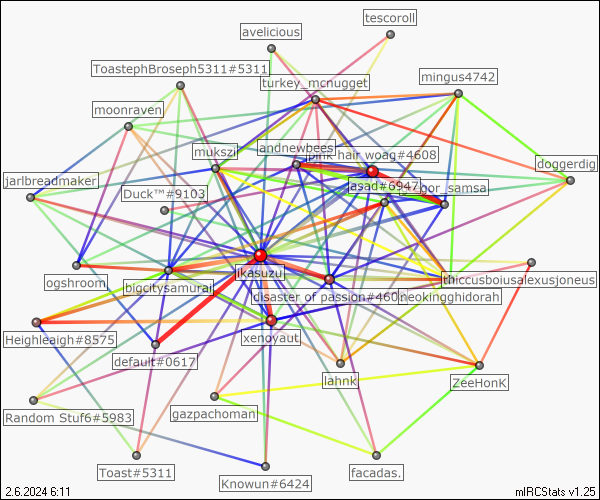 tescoroll
avelicious
ToastephBroseph5311#5311
turkey_mcnugget
mingus4742
moonraven
andnewbees
mukszi
pink hair woag#4608
doggerdig
jarlbreadmaker
jasad#6947
samsa
Duck™#9103
ikasuzu
ogshroom
bigcitysamurai
thiccusboiusalexusjoneus
disaster of passion#460
neokingghidorah
Heighleaigh#8575
xenoyaut
default#0617
lahnk
ZeeHonK
Random Stuf6#5983
gazpachoman
Toast#5311
Knowun#6424
facadas.
2.6.2024 6:11
mIRCStats v1.25